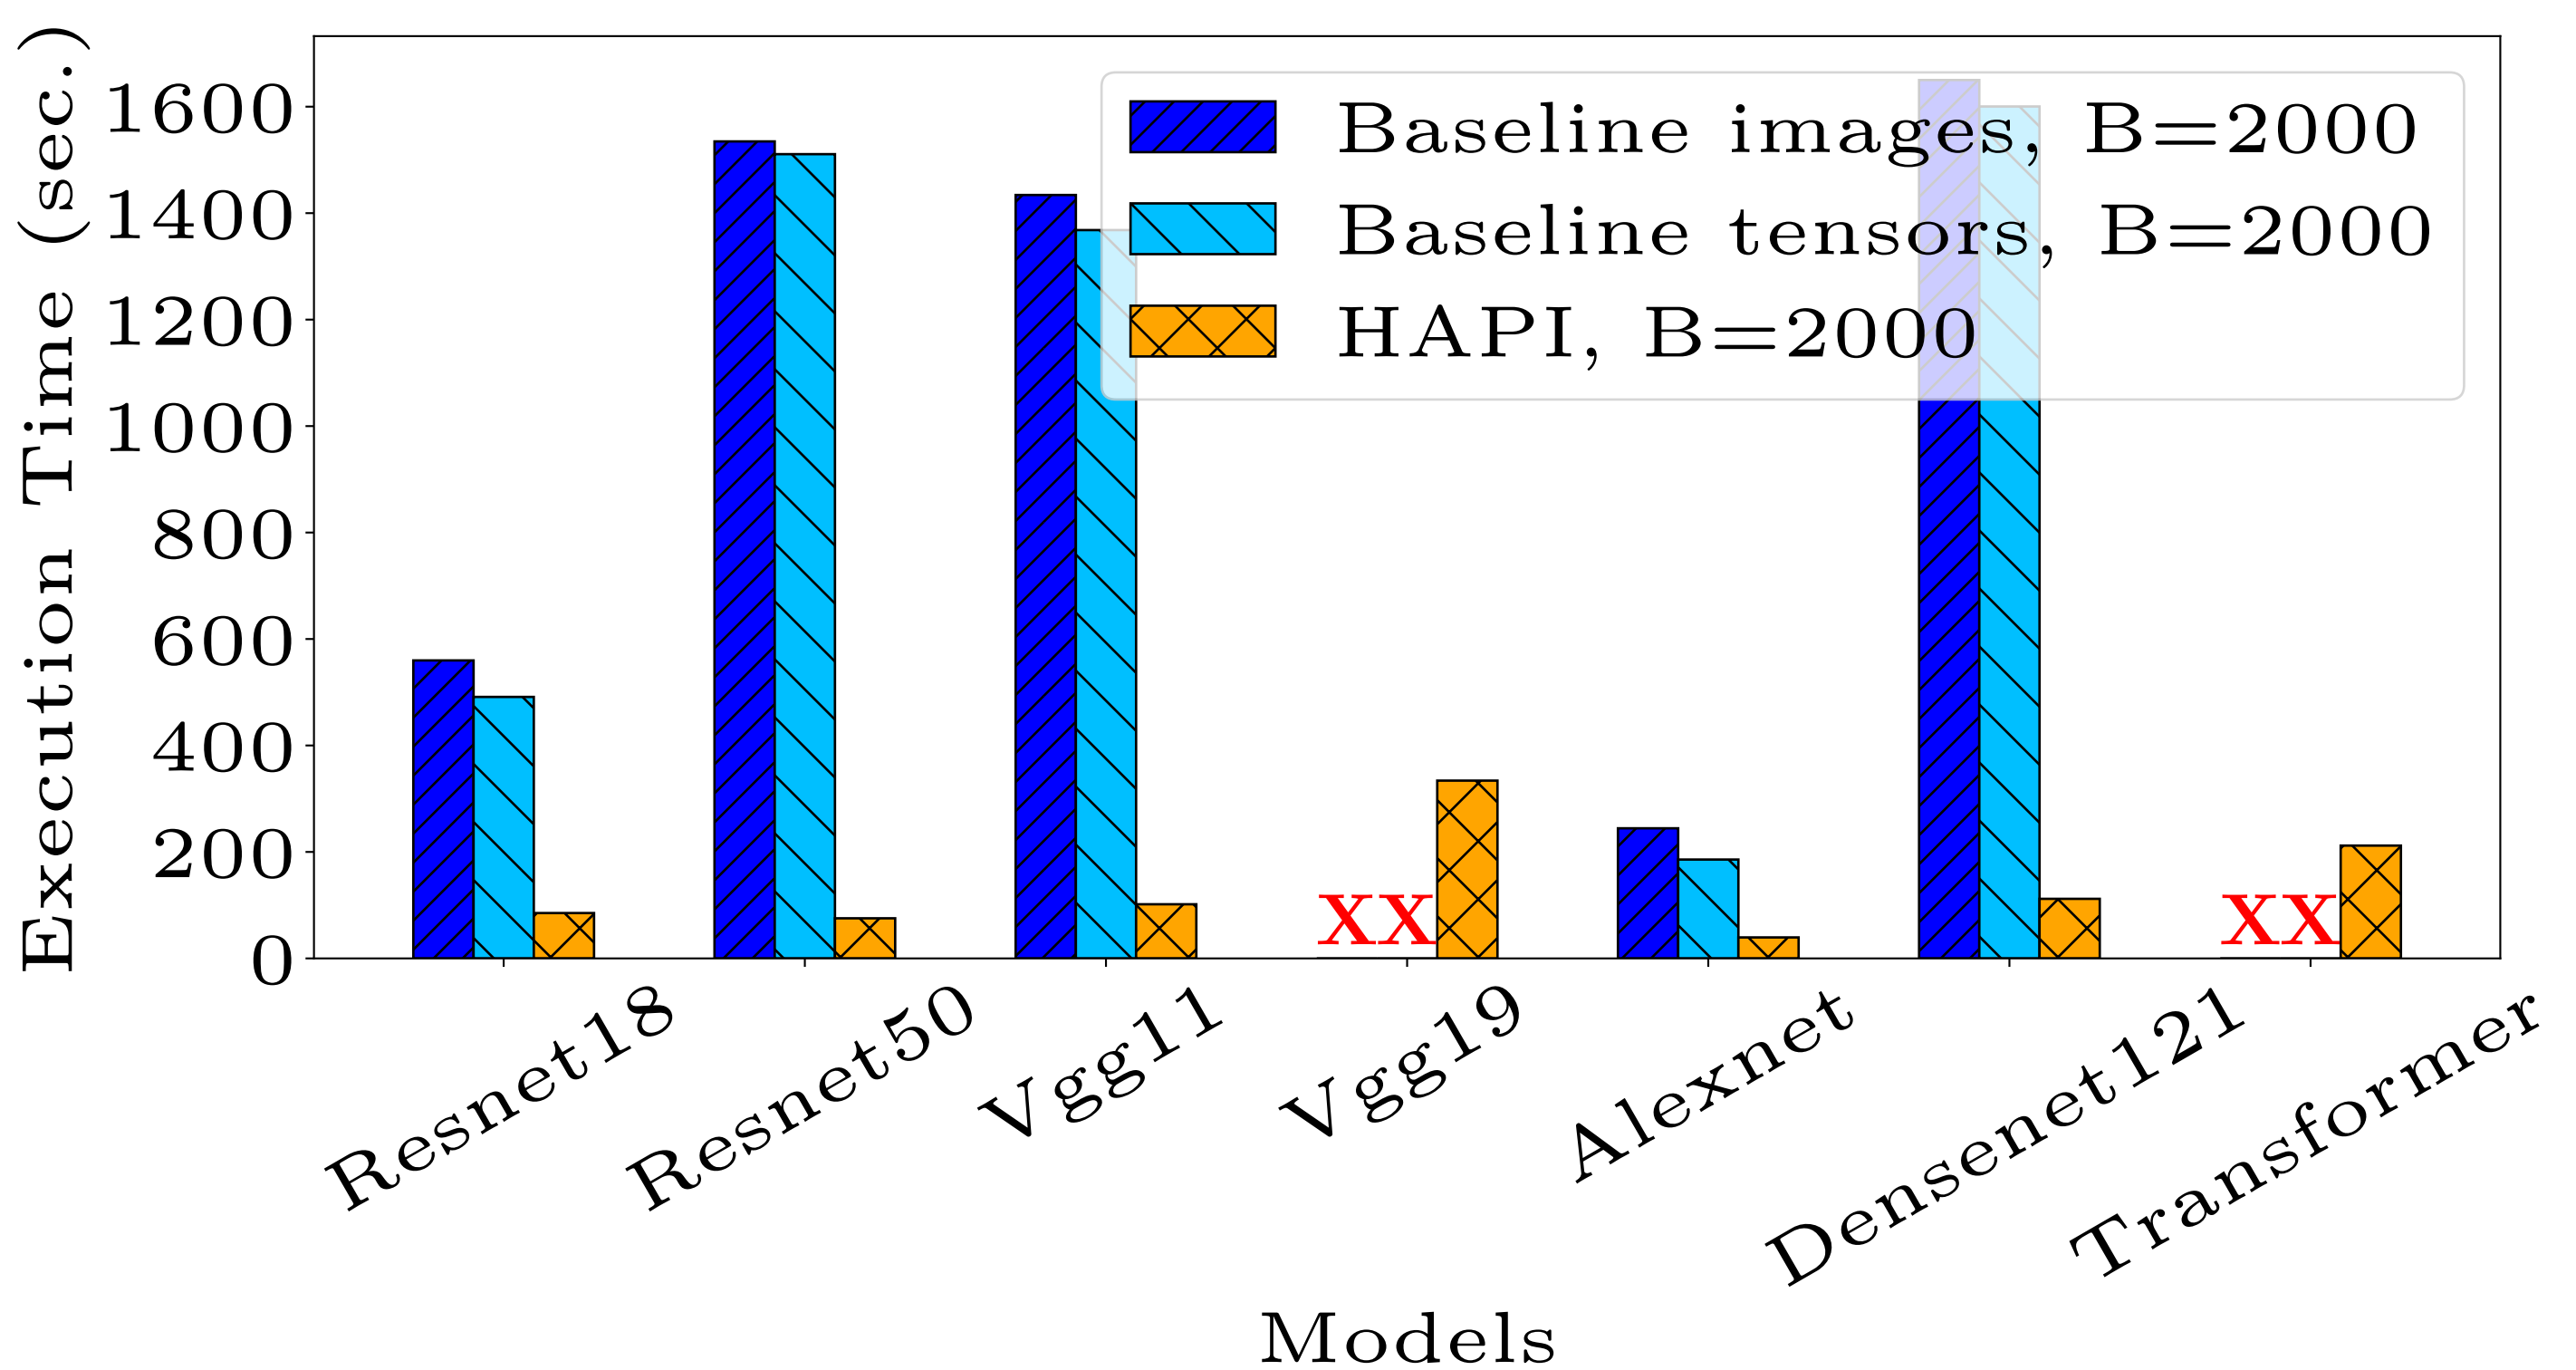 Execution Time (sec.)
1600
1400
1200
1000
800
600
400
200
0
Baseline images, B=2000
Baseline tensors, B=2000
HAPI, B=2000
XX
XX
Resnet18
Resnet50
Vgg11
Vgg19
Alexnet
Densenet121
Transformer
Models